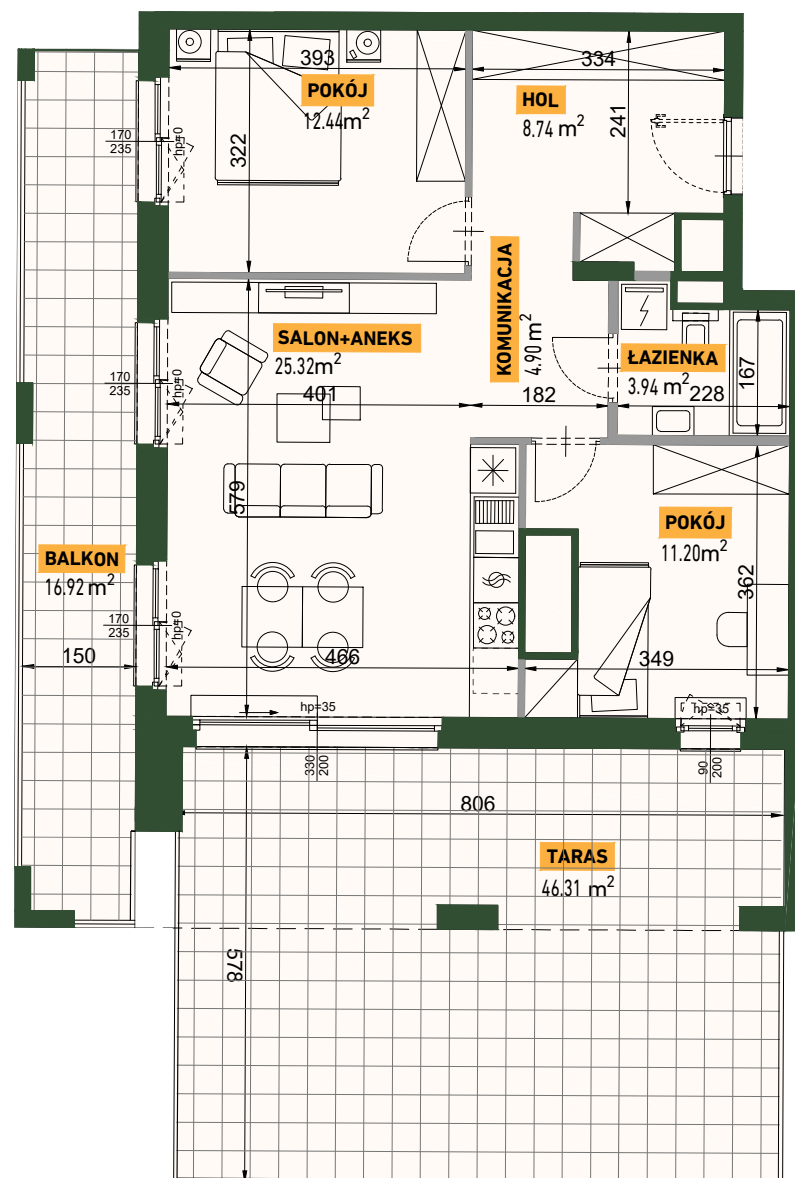 393
POKÓJ
12.44m²
322
334
HOL
8.74 m²
241
170
235
hp=0
KOMUNIKACJA
4.90 m²
SALON+ANEKS
25.32m²
401
182
579
170
235
hp=0
ŁAZIENKA
3.94 m²
228
167
POKÓJ
11.20m²
362
BALKON
16.92 m²
150
170
235
hp=0
466
349
hp=35
hp=35
330
200
90
200
806
TARAS
46.31 m²
578